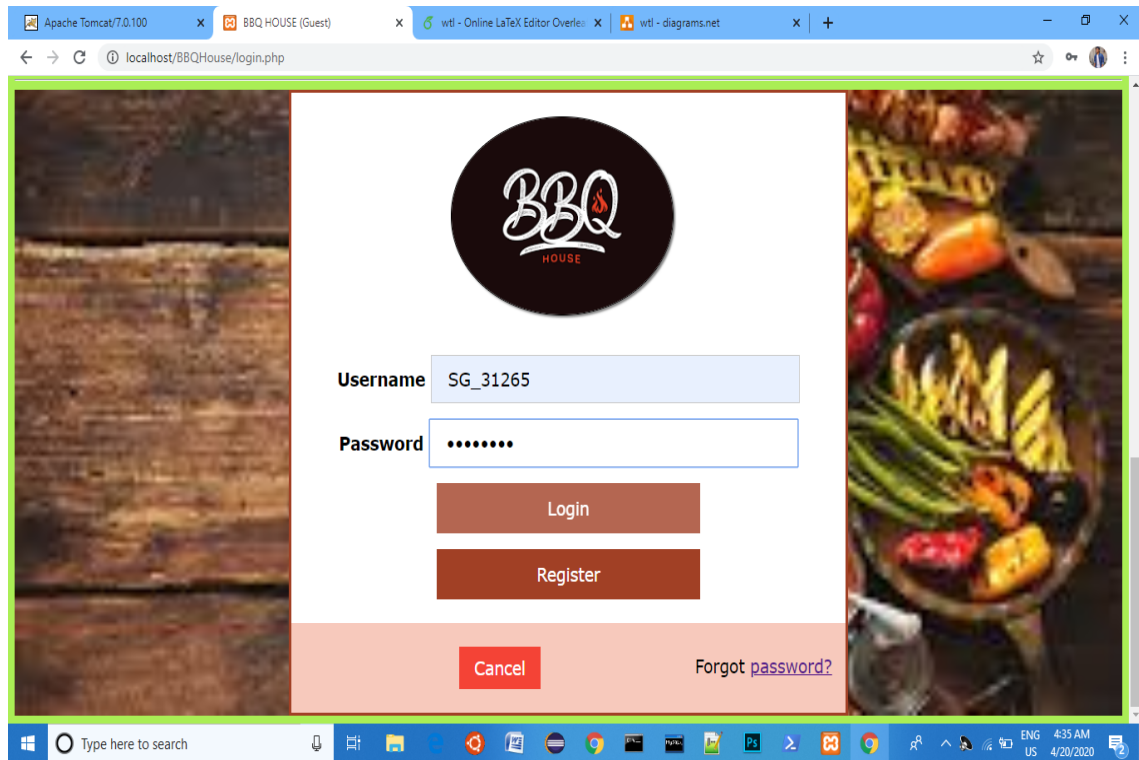 Apache Tomcat/7.0.100
BBQ HOUSE (Guest)
wtl - Online LaTeX Editor Overlea
wtl - diagrams.net
localhost/BBQHouse/login.php
BBQ
HOUSE
Username SG_31265
Password ••••••••
Login
Register
Cancel
Forgot password?
Type here to search
ENG 4:35 AM
US 4/20/2020
2